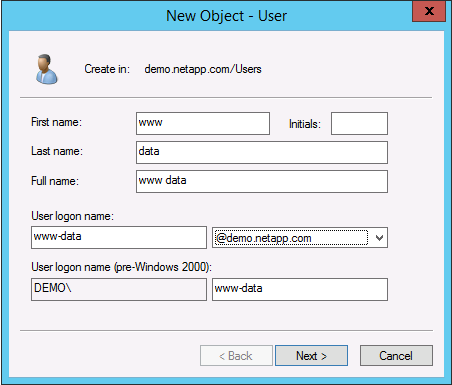 New Object - User
Create in: demo.netapp.com/Users
First name: www Initials:
Last name: data
Full name: www data
User logon name:
www-data @demo.netapp.com
User logon name (pre-Windows 2000):
DEMO\ www-data
< Back Next > Cancel